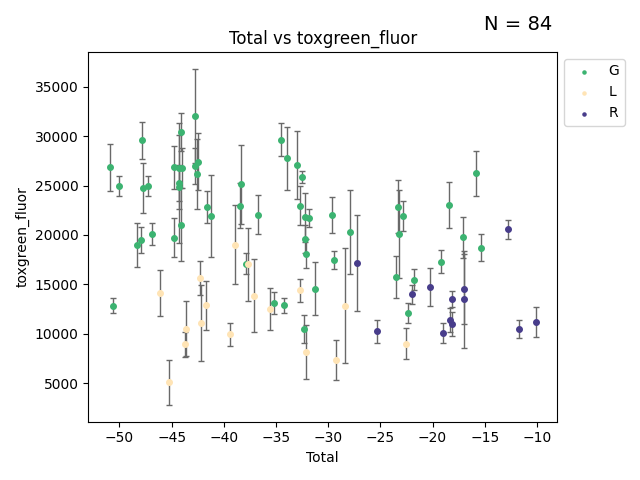 N = 84
Total vs toxgreen_fluor
G
L
R
toxgreen_fluor
35000
30000
25000
20000
15000
10000
5000
−50 −45 −40 −35 −30 −25 −20 −15 −10
Total